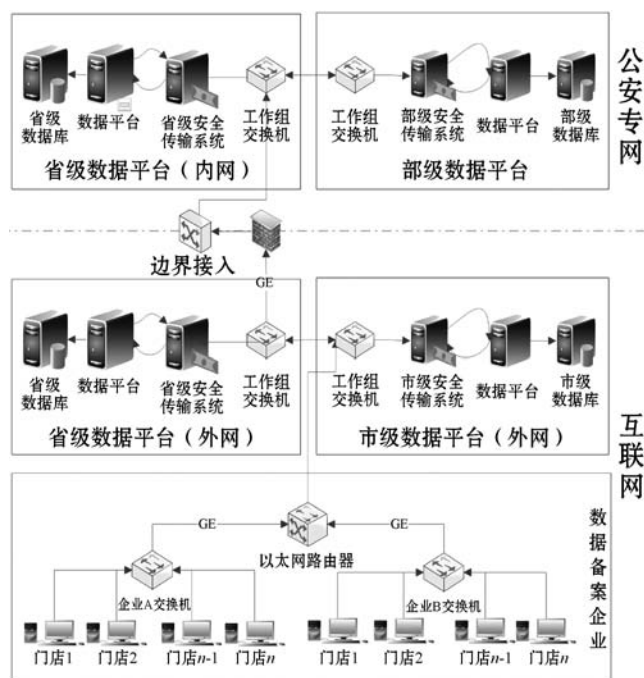 省级
数据库
数据平台
省级安全
传输系统
工作组
交换机
工作组
交换机
部级安全
传输系统
数据平台
部级
数据库
省级数据平台（内网）
部级数据平台
公安专网
边界接入
GE
省级
数据库
数据平台
省级安全
传输系统
工作组
交换机
工作组
交换机
市级安全
传输系统
数据平台
市级
数据库
省级数据平台（外网）
市级数据平台（外网）
互联网
GE
GE
以太网路由器
企业A交换机
企业B交换机
门店1
门店2
门店n-1
门店n
门店1
门店2
门店n-1
门店n
数据备案企业